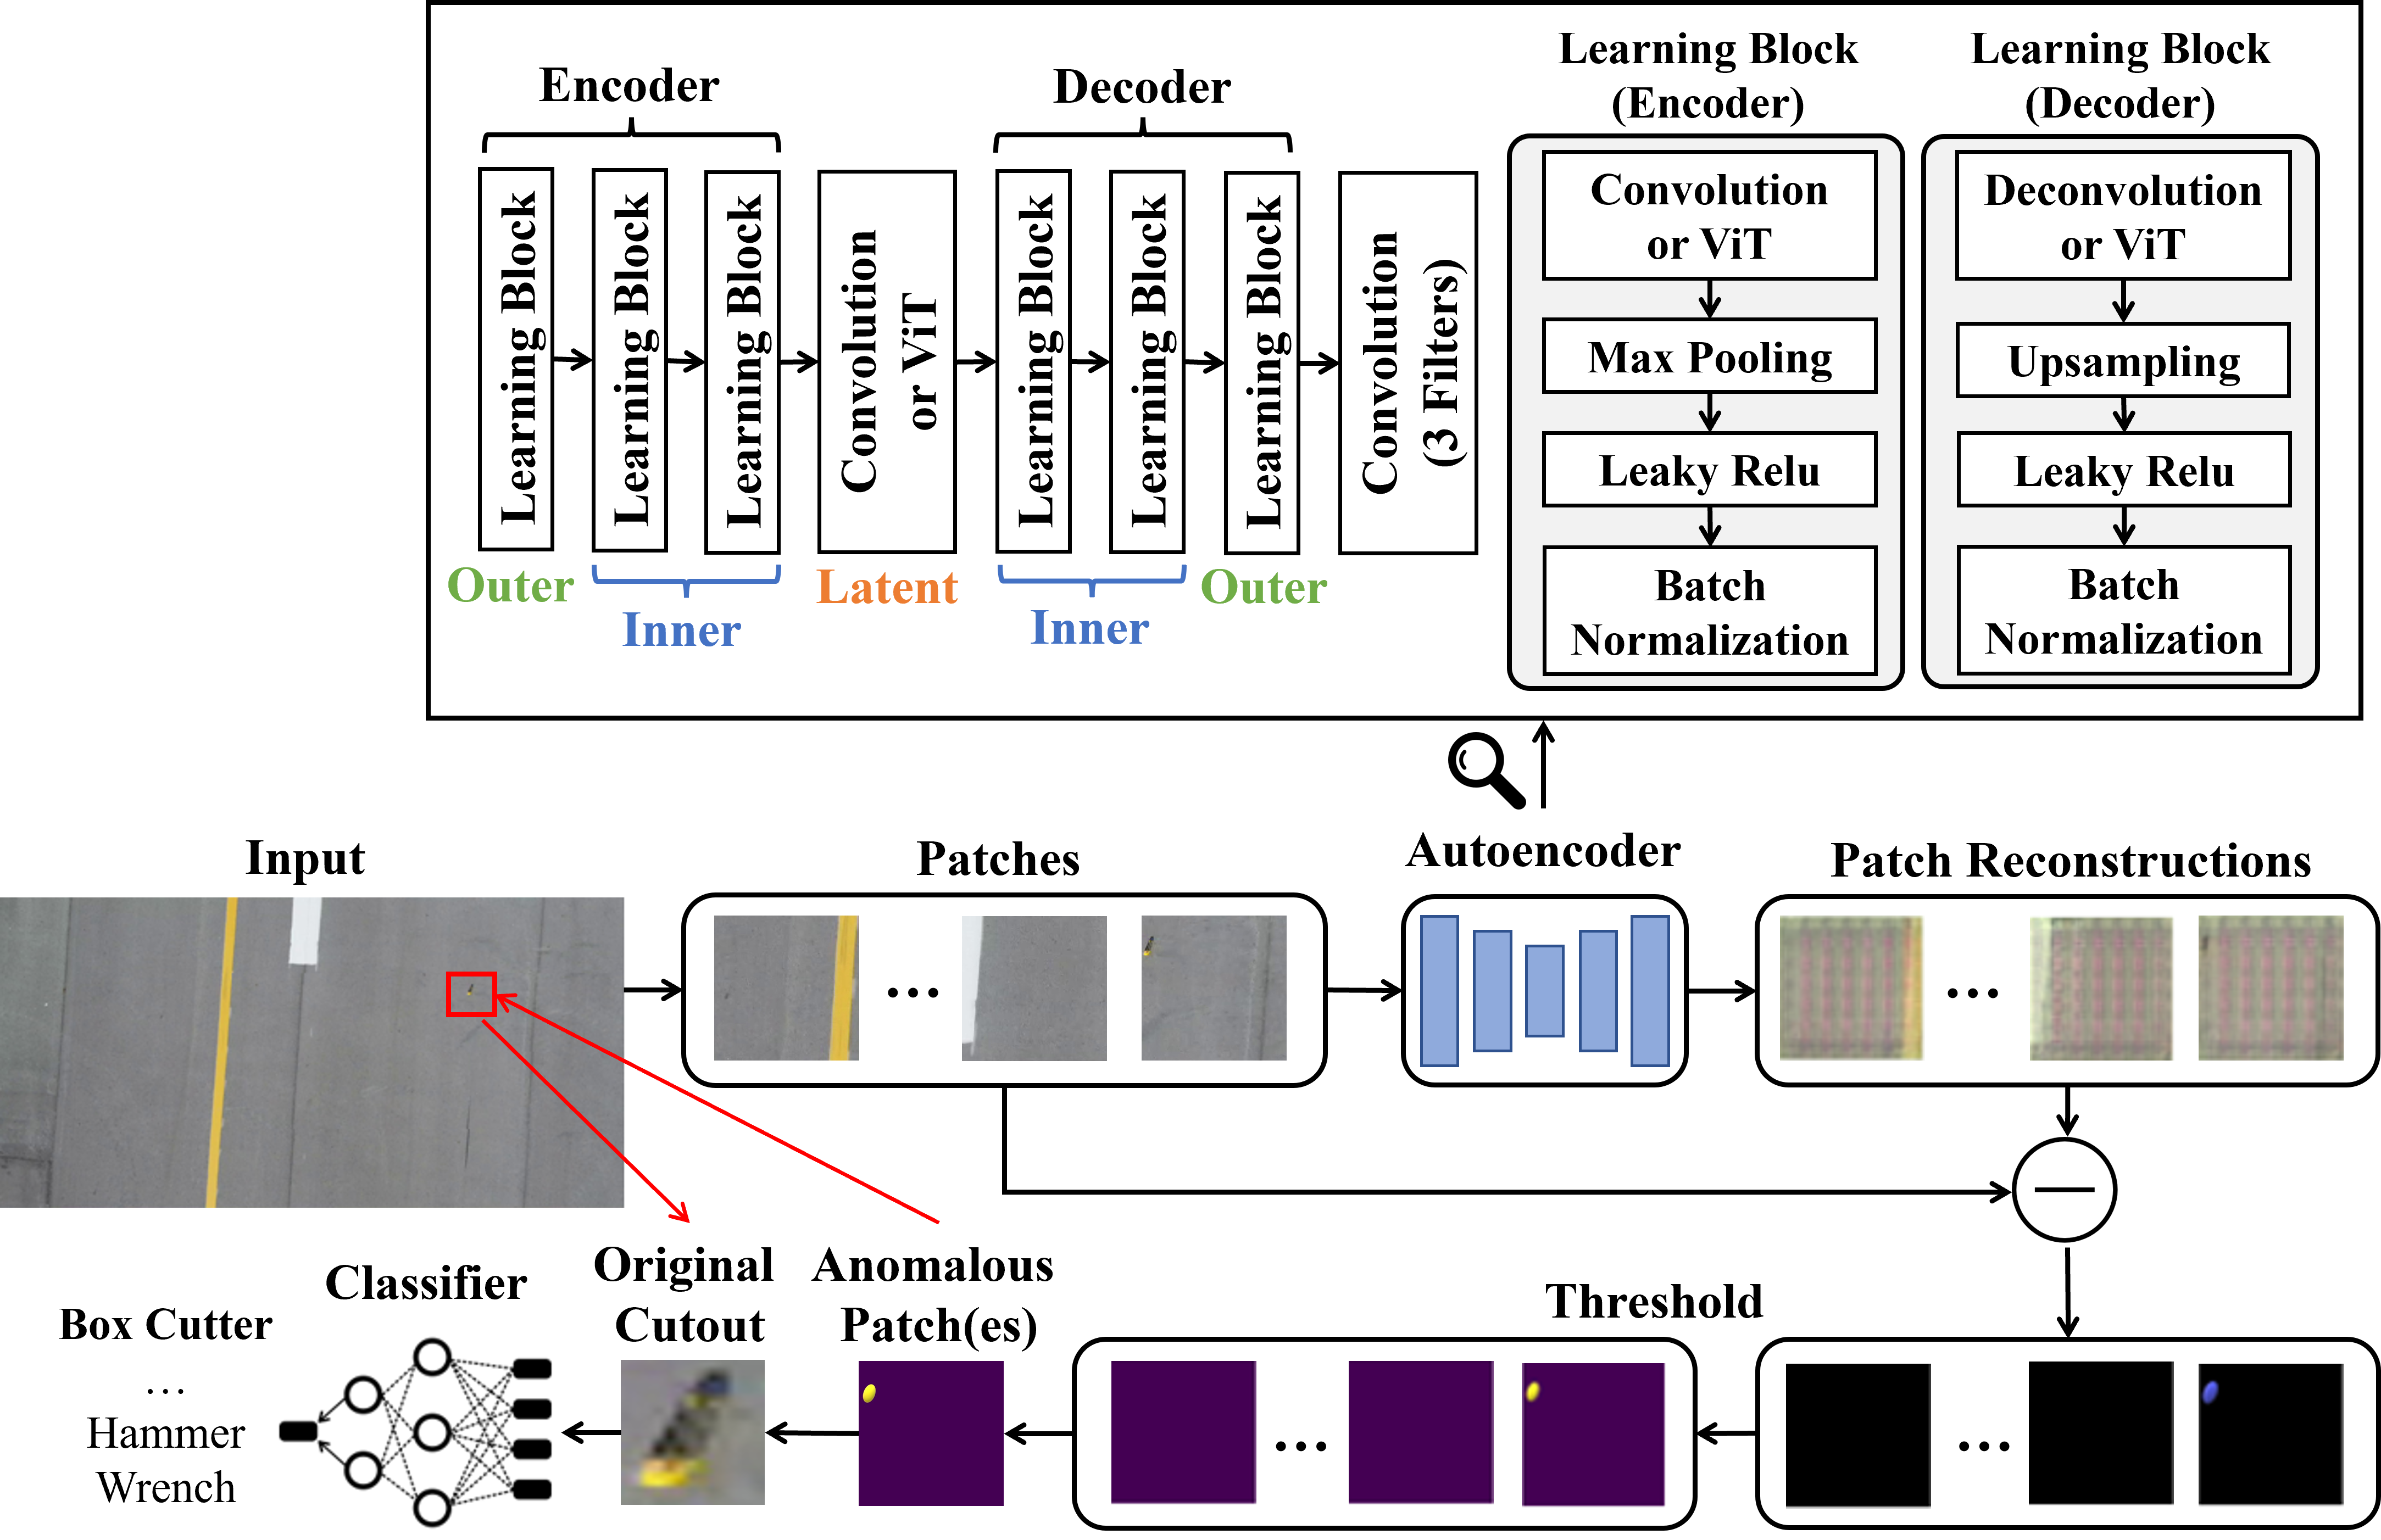 Encoder
Decoder
Learning Block
(Encoder)
Learning Block
(Decoder)
Learning Block
Learning Block
Learning Block
Convolution
or ViT
Learning Block
Learning Block
Learning Block
Convolution
(3 Filters)
Outer
Inner
Latent
Inner
Outer
Convolution
or ViT
Max Pooling
Leaky Relu
Batch
Normalization
Deconvolution
or ViT
Upsampling
Leaky Relu
Batch
Normalization
Input
Patches
...
Autoencoder
Patch Reconstructions
...
Threshold
...
...
Anomalous
Patch(es)
Original
Cutout
Classifier
Box Cutter
...
Hammer
Wrench